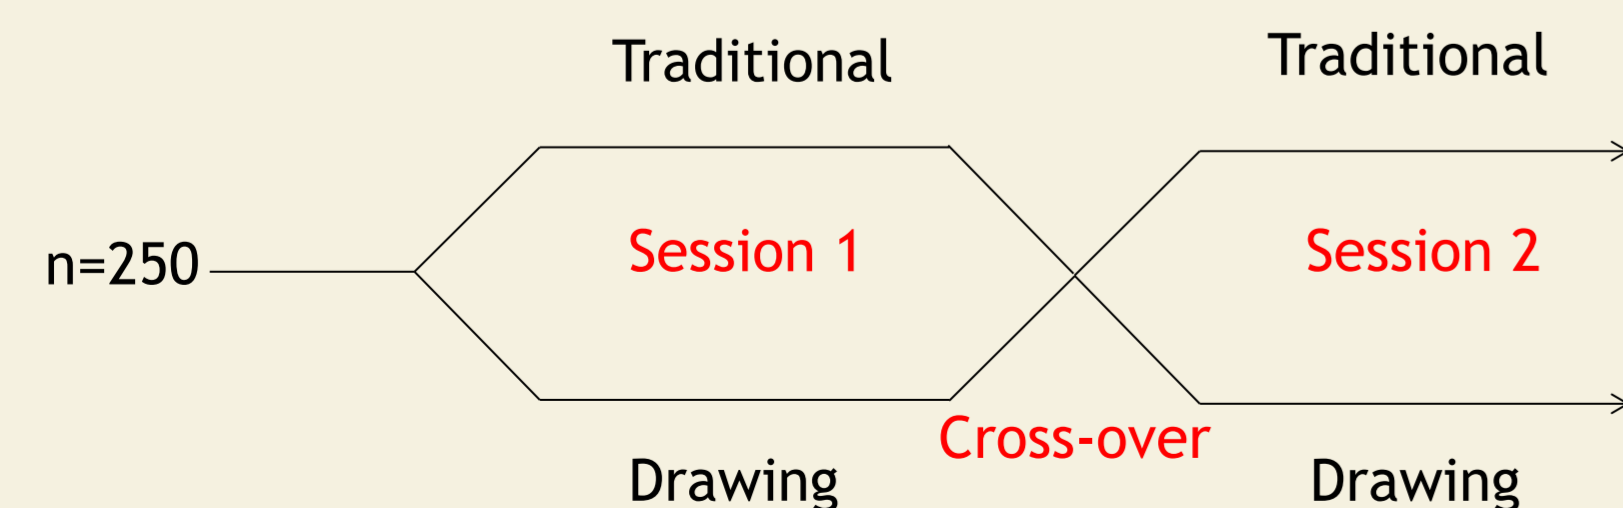 Traditional
Traditional
n=250
Session 1
Session 2
Cross-over
Drawing
Drawing